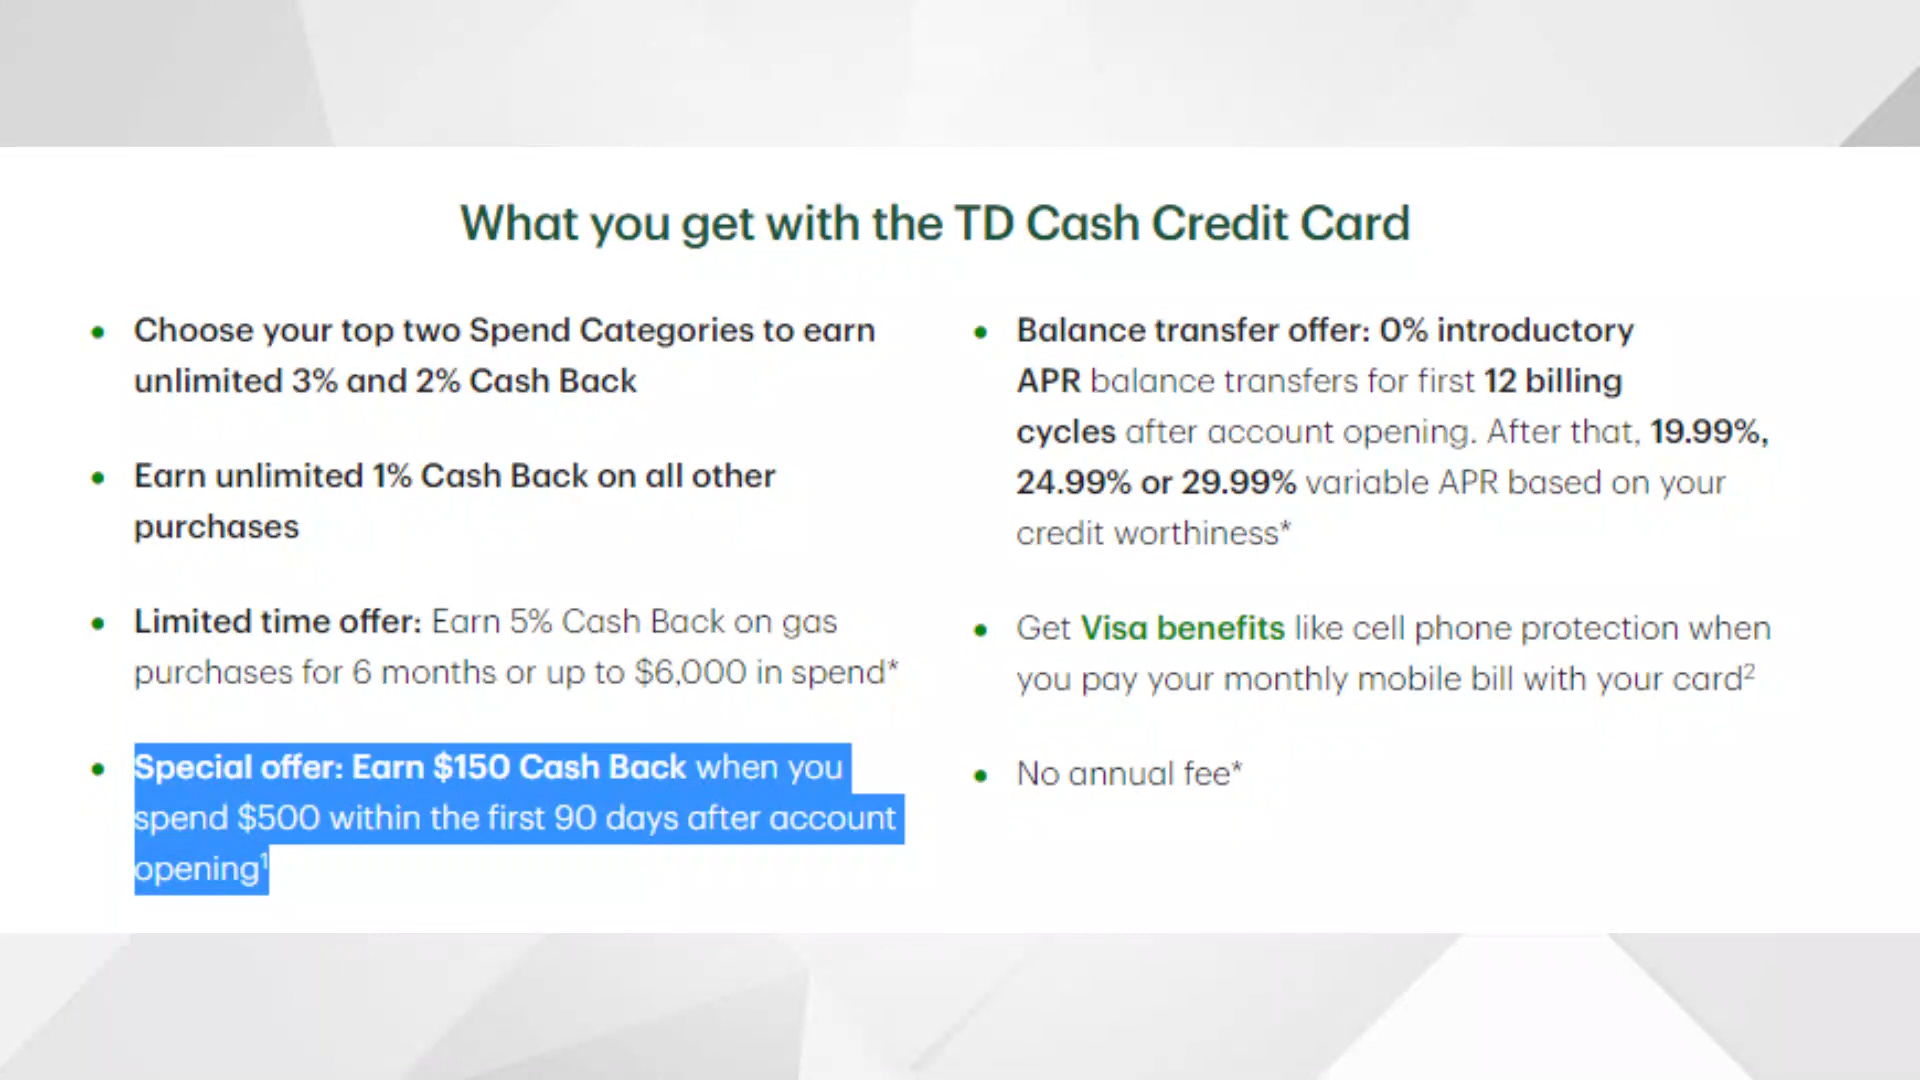 What you get with the TD Cash Credit Card
Choose your top two Spend Categories to earn
unlimited 3% and 2% Cash Back
Earn unlimited 1% Cash Back on all other
purchases
Limited time offer: Earn 5% Cash Back on gas
purchases for 6 months or up to $6,000 in spend*
Special offer: Earn $150 Cash Back when you
spend $500 within the first 90 days after account
opening¹
Balance transfer offer: 0% introductory
APR balance transfers for first 12 billing
cycles after account opening. After that, 19.99%,
24.99% or 29.99% variable APR based on your
credit worthiness*
Get Visa benefits like cell phone protection when
you pay your monthly mobile bill with your card²
No annual fee*